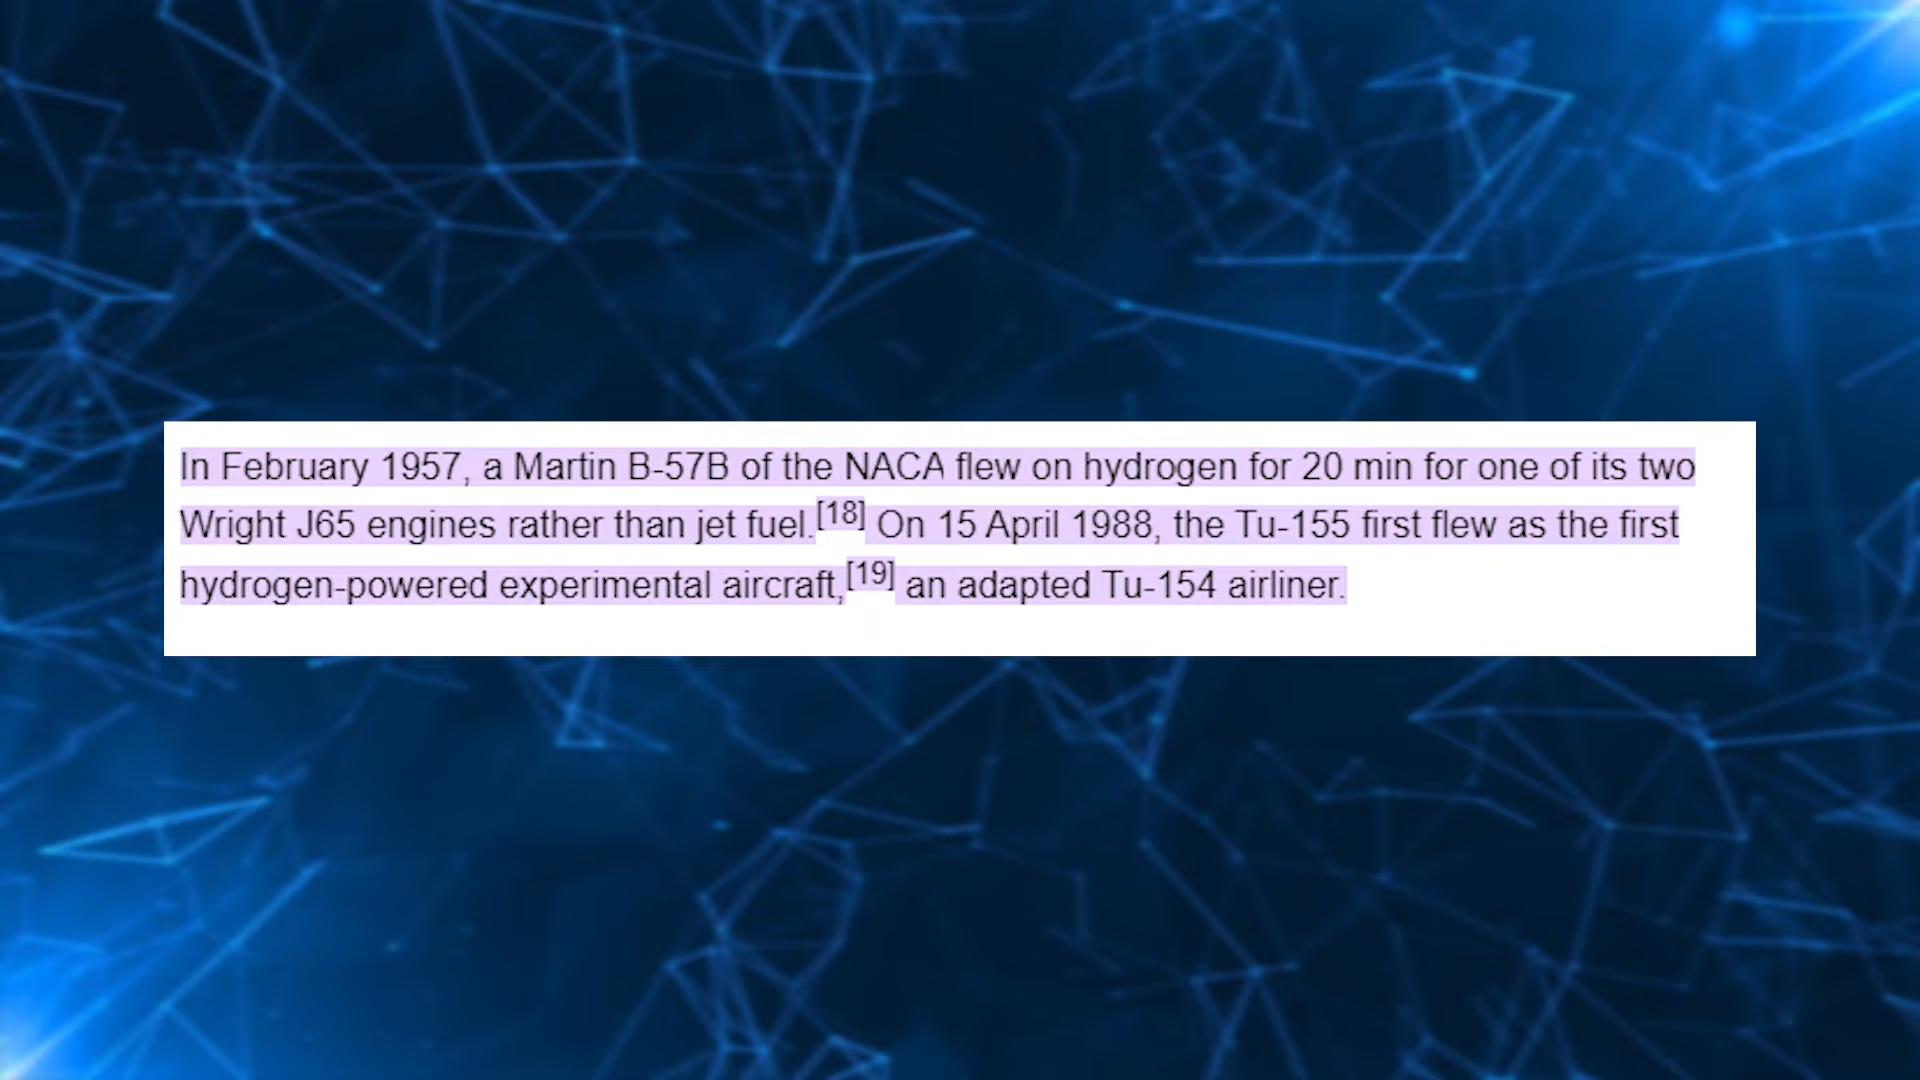 In February 1957, a Martin B-57B of the NACA flew on hydrogen for 20 min for one of its two
Wright J65 engines rather than jet fuel.[18] On 15 April 1988, the Tu-155 first flew as the first
hydrogen-powered experimental aircraft,[19] an adapted Tu-154 airliner.